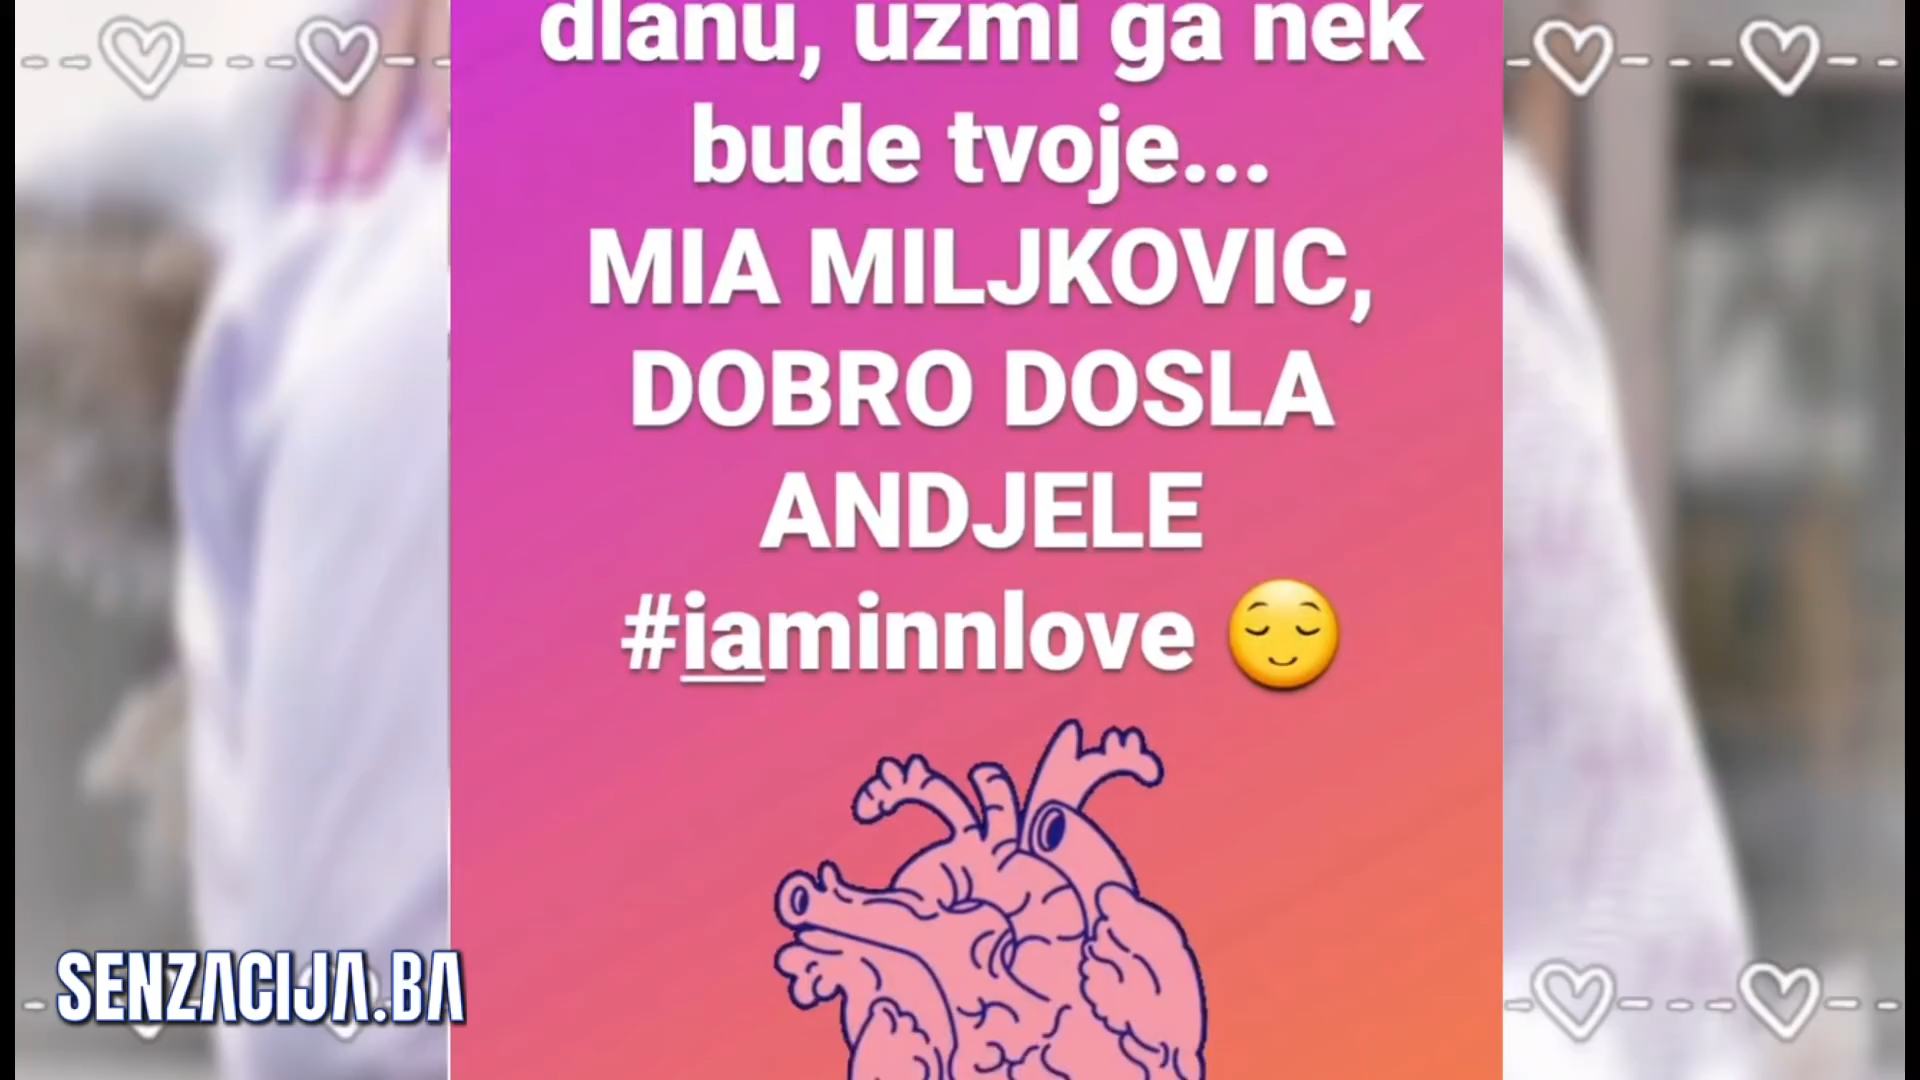 dlanu, uzmi ga nek
bude tvoje...
MIA MILJKOVIC,
DOBRO DOSLA
ANDJELE
#iaminnlove
SENZACIJA.BA